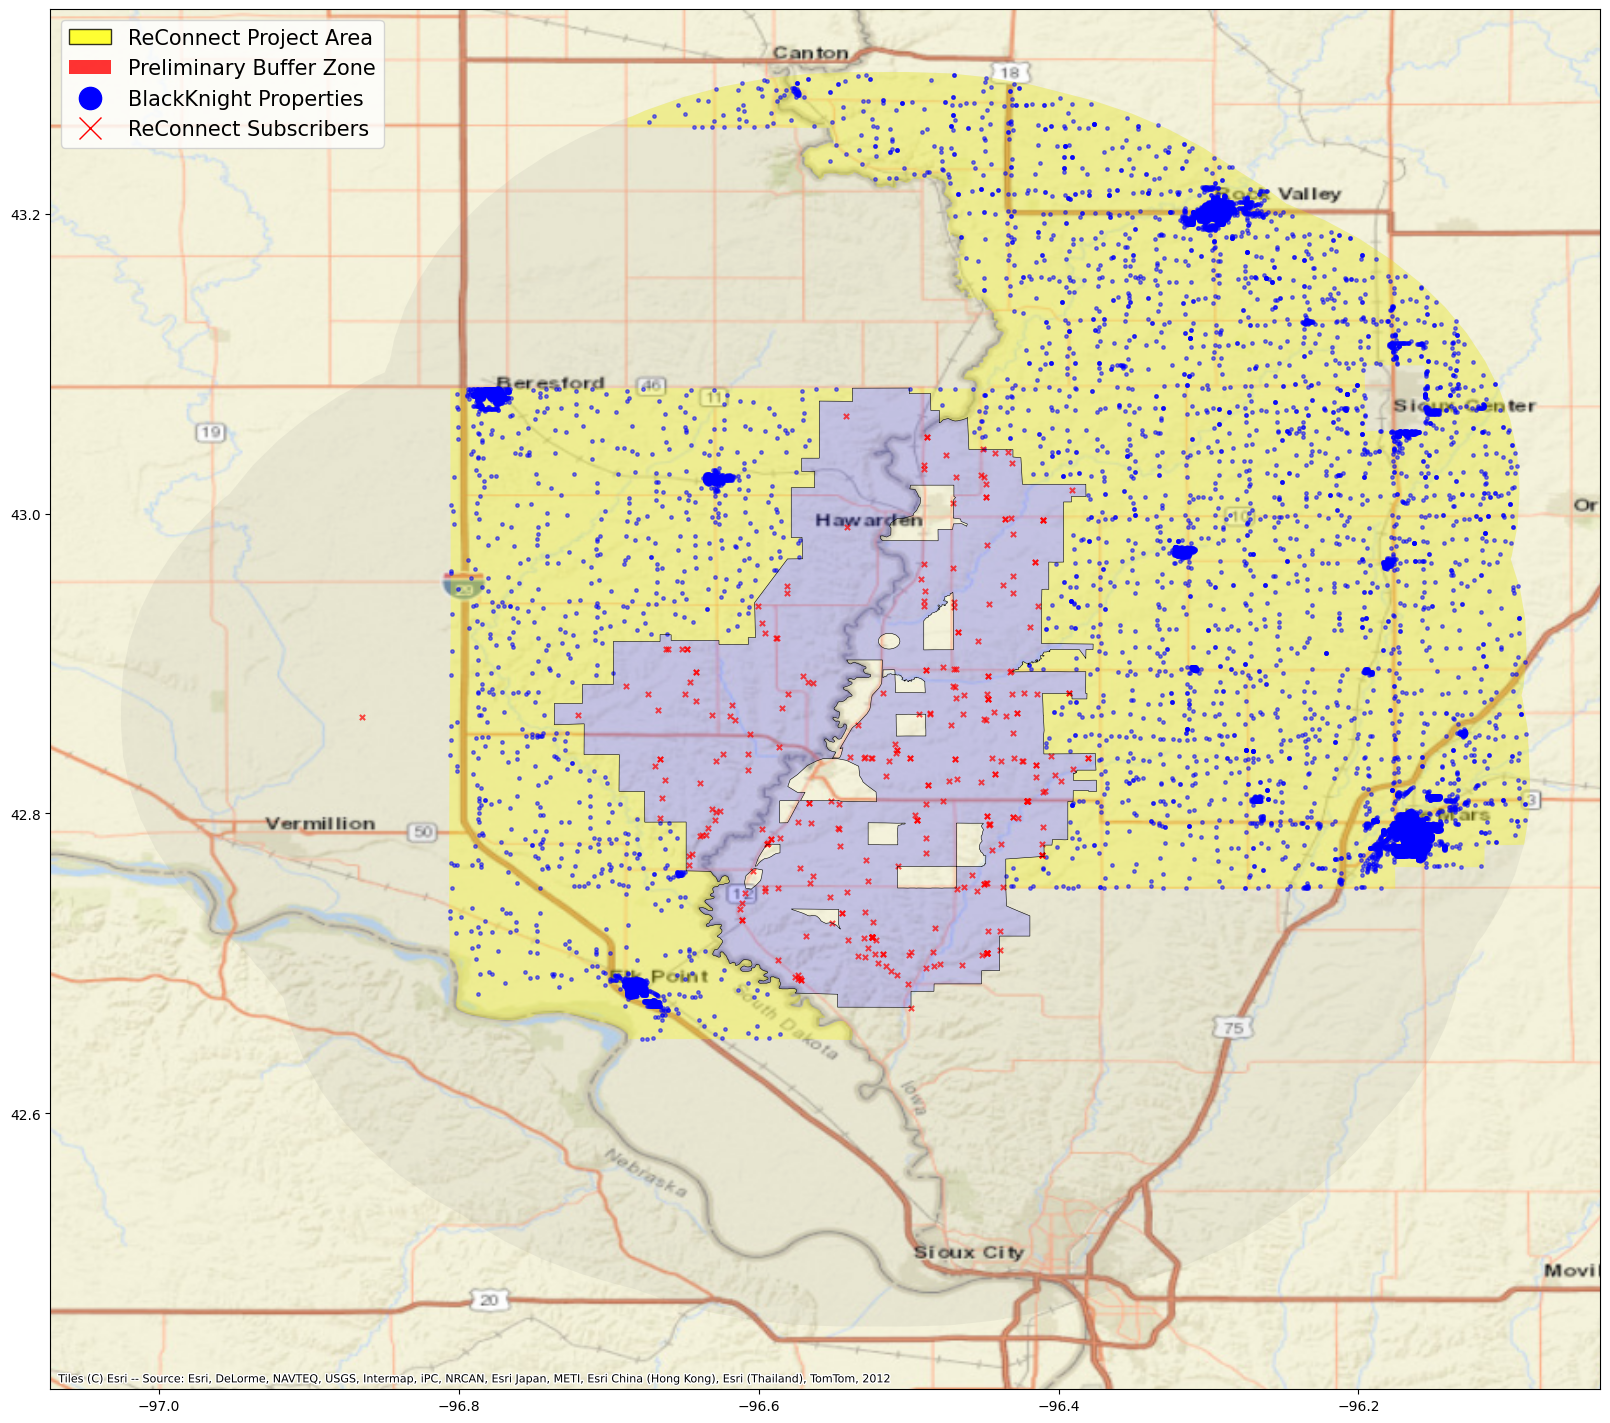 ReConnect Project Area
Preliminary Buffer Zone
BlackKnight Properties
ReConnect Subscribers
Canton
18
43.2
Rock Valley
Beresford
46
11
Sioux Center
19
43.0
Hawarden
10
Or
29
42.8
Vermillion
50
3
Mars
12
Elk Point
South Dakota
75
Iowa
42.6
Nebraska
Sioux City
Movil
20
Tiles (C) Esri -- Source: Esri, DeLorme, NAVTEQ, USGS, Intermap, iPC, NRCAN, Esri Japan, METI, Esri China (Hong Kong), Esri (Thailand), TomTom, 2012
−97.0 −96.8 −96.6 −96.4 −96.2